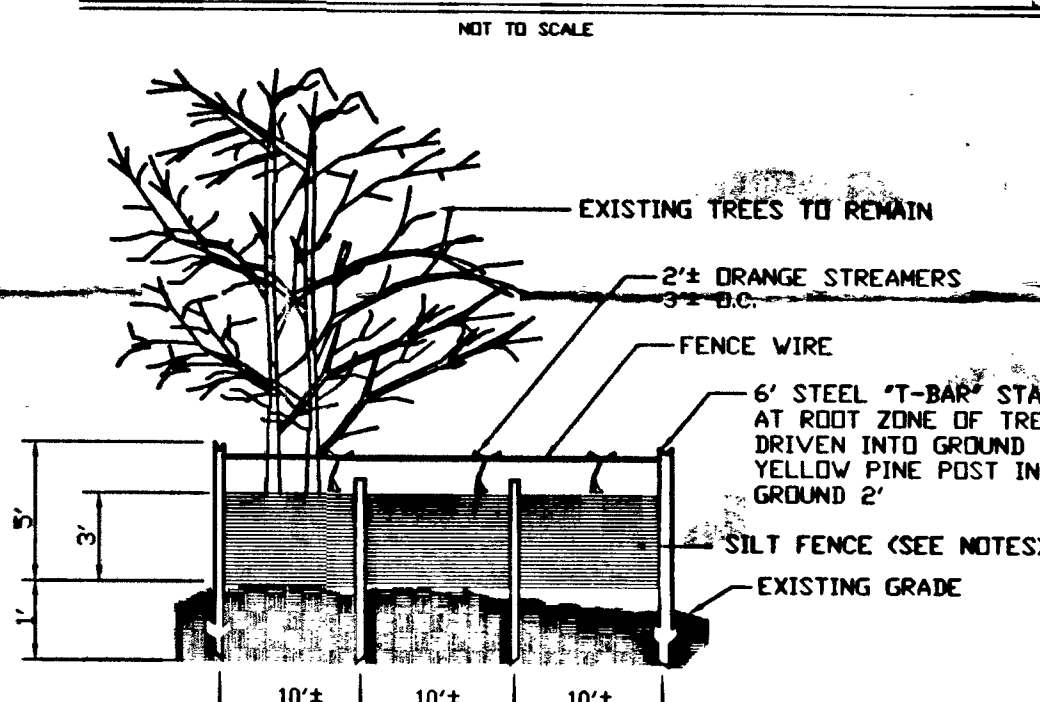 NOT TO SCALE
EXISTING TREES TO REMAIN
2'± ORANGE STREAMERS
3'± O.C.
FENCE WIRE
6' STEEL "T-BAR" STA
AT ROOT ZONE OF TRE
DRIVEN INTO GROUND
YELLOW PINE POST IN
GROUND 2'
SILT FENCE (SEE NOTES)
EXISTING GRADE
5'
3'
1'
10'± 10'± 10'±